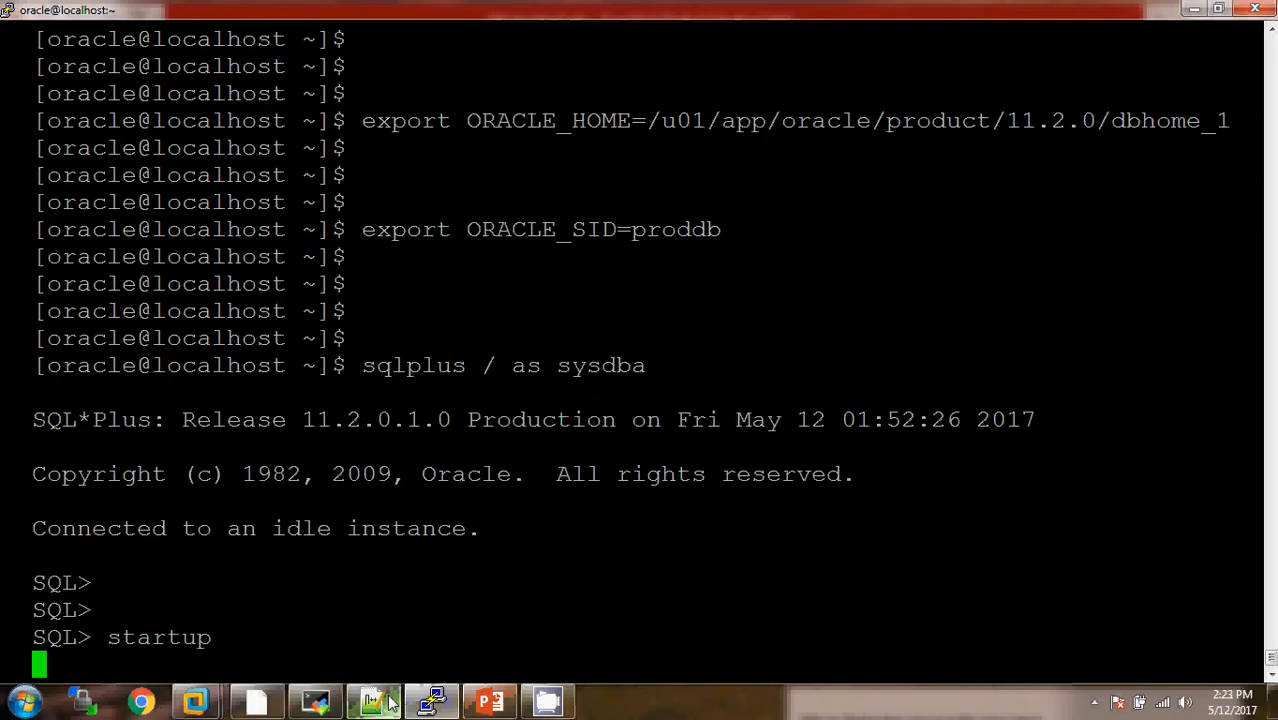 oracle@localhost:~
[oracle@localhost ~]$
[oracle@localhost ~]$
[oracle@localhost ~]$
[oracle@localhost ~]$ export ORACLE_HOME=/u01/app/oracle/product/11.2.0/dbhome_1
[oracle@localhost ~]$
[oracle@localhost ~]$
[oracle@localhost ~]$
[oracle@localhost ~]$ export ORACLE_SID=proddb
[oracle@localhost ~]$
[oracle@localhost ~]$
[oracle@localhost ~]$
[oracle@localhost ~]$
[oracle@localhost ~]$ sqlplus / as sysdba
SQL*Plus: Release 11.2.0.1.0 Production on Fri May 12 01:52:26 2017
Copyright (c) 1982, 2009, Oracle.  All rights reserved.
Connected to an idle instance.
SQL>
SQL>
SQL> startup
2:23 PM
5/12/2017